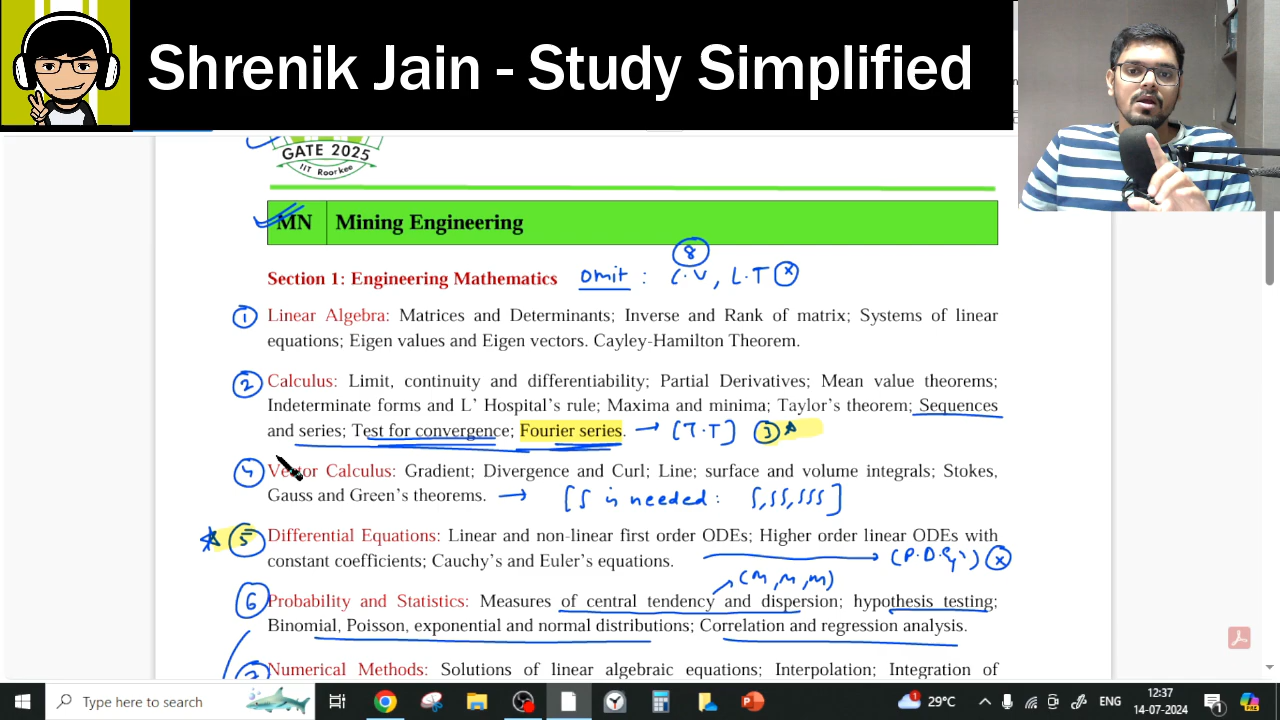 Shrenik Jain - Study Simplified
GATE 2025
IIT Roorkee
MN Mining Engineering
8
Section 1: Engineering Mathematics omit : C.V, L.T x
1 Linear Algebra: Matrices and Determinants; Inverse and Rank of matrix; Systems of linear
equations; Eigen values and Eigen vectors. Cayley-Hamilton Theorem.
2 Calculus: Limit, continuity and differentiability; Partial Derivatives; Mean value theorems;
Indeterminate forms and L' Hospital's rule; Maxima and minima; Taylor's theorem; Sequences
and series; Test for convergence; Fourier series. → [T.T] 3
4 Vector Calculus: Gradient; Divergence and Curl; Line; surface and volume integrals; Stokes,
Gauss and Green's theorems. → [∫ is needed: ∫, ∫∫, ∫∫∫]
5 Differential Equations: Linear and non-linear first order ODEs; Higher order linear ODEs with
constant coefficients; Cauchy's and Euler's equations. x
(m, m, m)
6 Probability and Statistics: Measures of central tendency and dispersion; hypothesis testing;
Binomial, Poisson, exponential and normal distributions; Correlation and regression analysis.
7 Numerical Methods: Solutions of linear algebraic equations; Interpolation; Integration of
Type here to search
1
29°C
ENG
12:37
14-07-2024
1